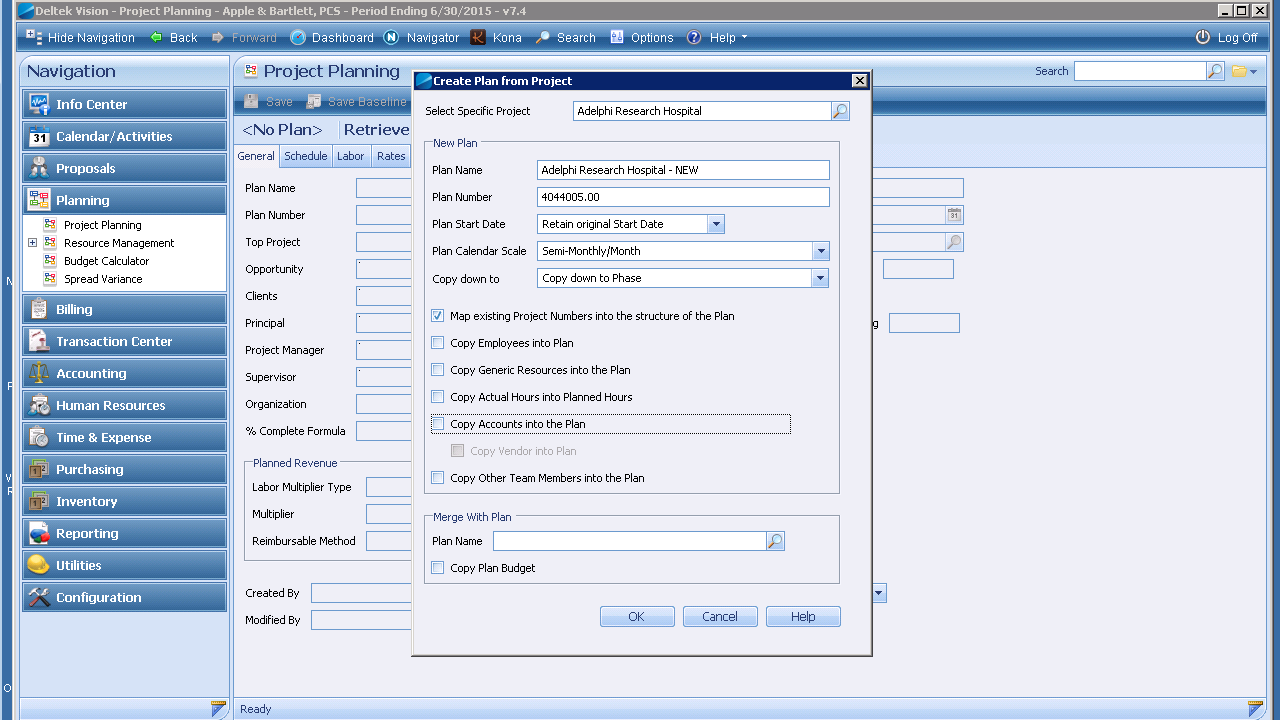 Deltek Vision - Project Planning - Apple & Bartlett, PCS - Period Ending 6/30/2015 - v7.4
Hide Navigation Back Forward Dashboard Navigator Kona Search Options Help Log Off
Navigation
Info Center
31 Calendar/Activities
Proposals
Planning
Project Planning
Resource Management
Budget Calculator
Spread Variance
Billing
Transaction Center
Accounting
Human Resources
Time & Expense
Purchasing
Inventory
Reporting
Utilities
Configuration
Project Planning
Search
Save Save Baseline
<No Plan> Retrieve
General Schedule Labor Rates
Plan Name
Plan Number
31
Top Project
Opportunity
Clients
Principal
g
Project Manager
Supervisor
Organization
% Complete Formula
Planned Revenue
Labor Multiplier Type
Multiplier
Reimbursable Method
Created By
Modified By
Create Plan from Project
Select Specific Project Adelphi Research Hospital
New Plan
Plan Name Adelphi Research Hospital - NEW
Plan Number 4044005.00
Plan Start Date Retain original Start Date
Plan Calendar Scale Semi-Monthly/Month
Copy down to Copy down to Phase
Map existing Project Numbers into the structure of the Plan
Copy Employees into Plan
Copy Generic Resources into the Plan
Copy Actual Hours into Planned Hours
Copy Accounts into the Plan
Copy Vendor into Plan
Copy Other Team Members into the Plan
Merge With Plan
Plan Name
Copy Plan Budget
OK Cancel Help
Ready